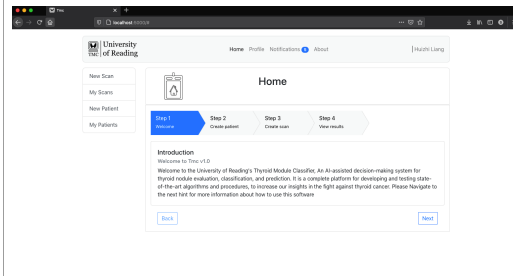 Tmc
localhost:5000/#
TMC
University
of Reading
Home Profile Notifications 0 About
Huizhi Liang
New Scan
My Scans
New Patient
My Patients
Home
Step 1
Welcome
Step 2
Create patient
Step 3
Create scan
Step 4
View results
Introduction
Welcome to Tmc v1.0
Welcome to the University of Reading's Thyroid Module Classifier, An AI-assisted decision-making system for
thyroid nodule evaluation, classification, and prediction. It is a complete platform for developing and testing state-
of-the-art algorithms and procedures, to increase our insights in the fight against thyroid cancer. Please Navigate to
the next hint for more information about how to use this software
Back
Next